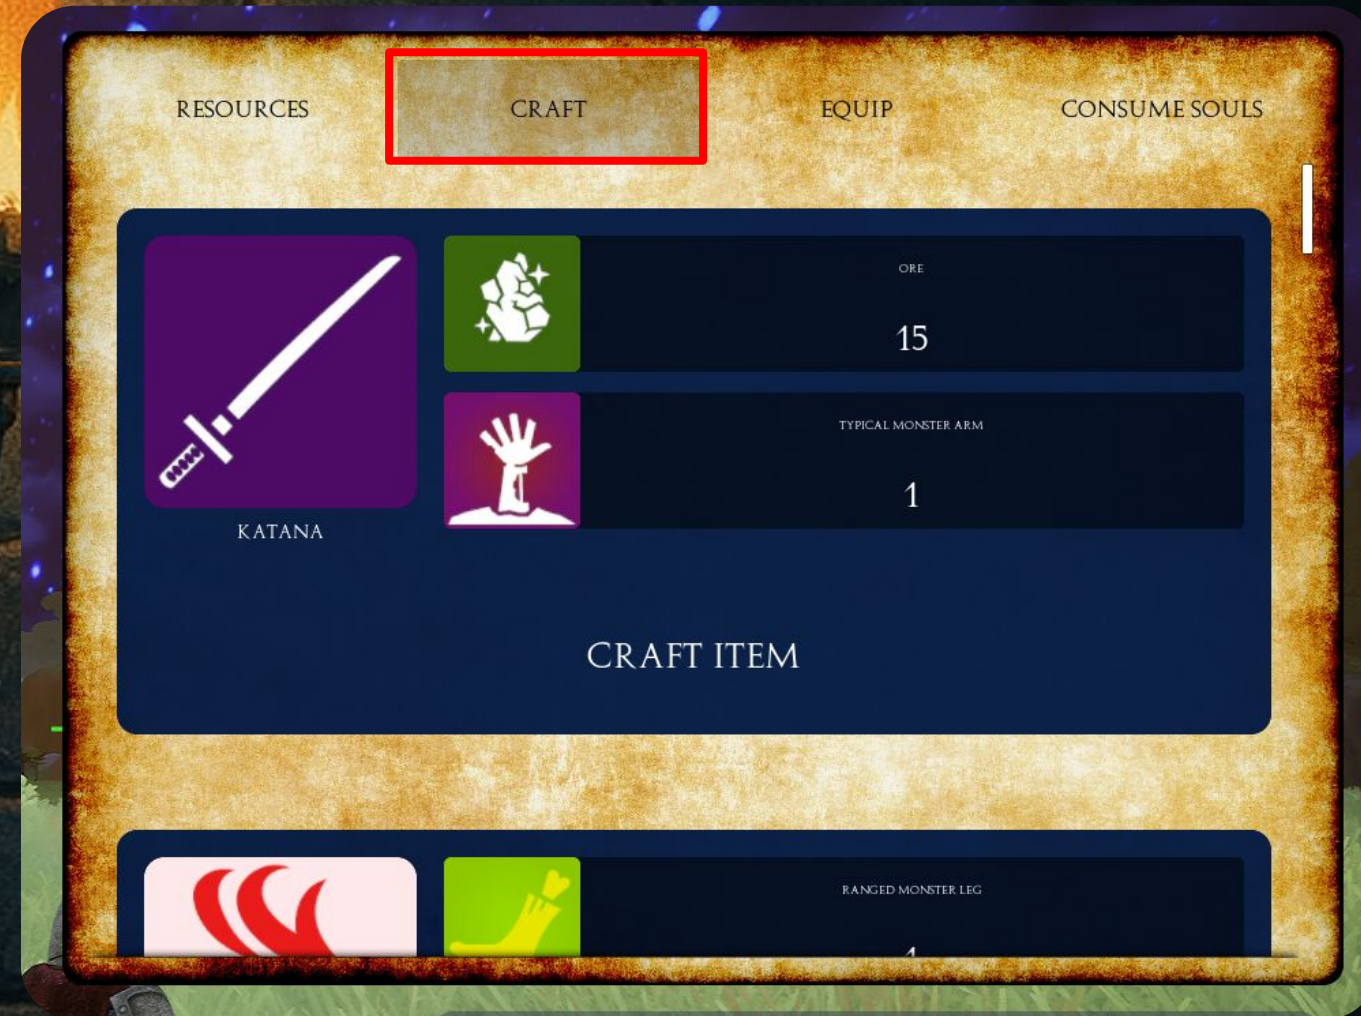 RESOURCES CRAFT EQUIP CONSUME SOULS
ORE
15
TYPICAL MONSTER ARM
1
KATANA
CRAFT ITEM
RANGED MONSTER LEG